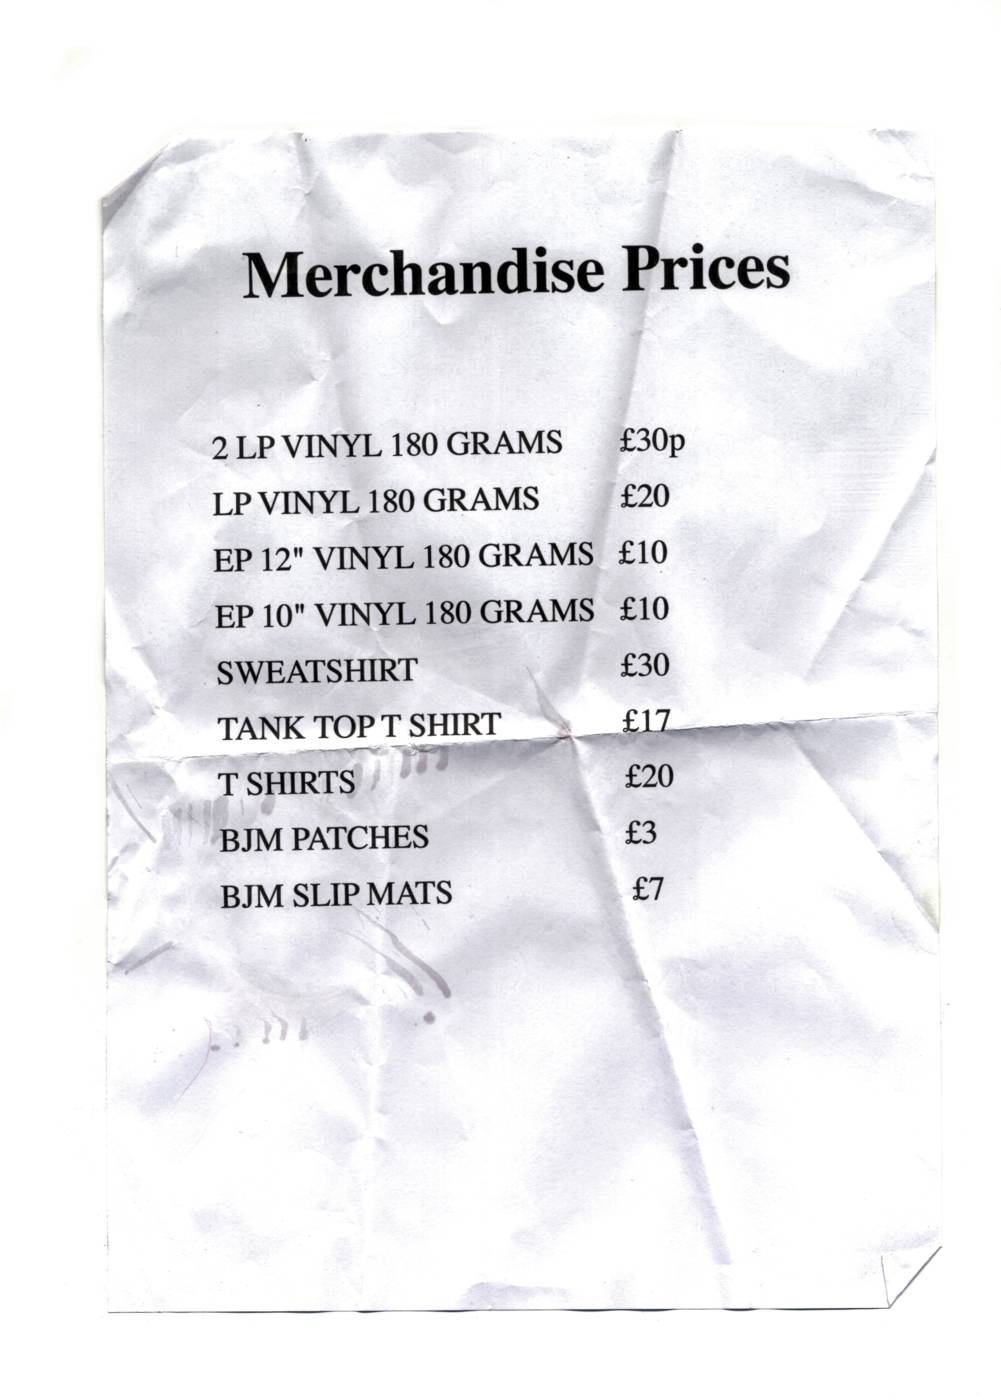 Merchandise Prices
2 LP VINYL 180 GRAMS £30p
LP VINYL 180 GRAMS £20
EP 12" VINYL 180 GRAMS £10
EP 10" VINYL 180 GRAMS £10
SWEATSHIRT £30
TANK TOP T SHIRT £17
T SHIRTS £20
BJM PATCHES £3
BJM SLIP MATS £7